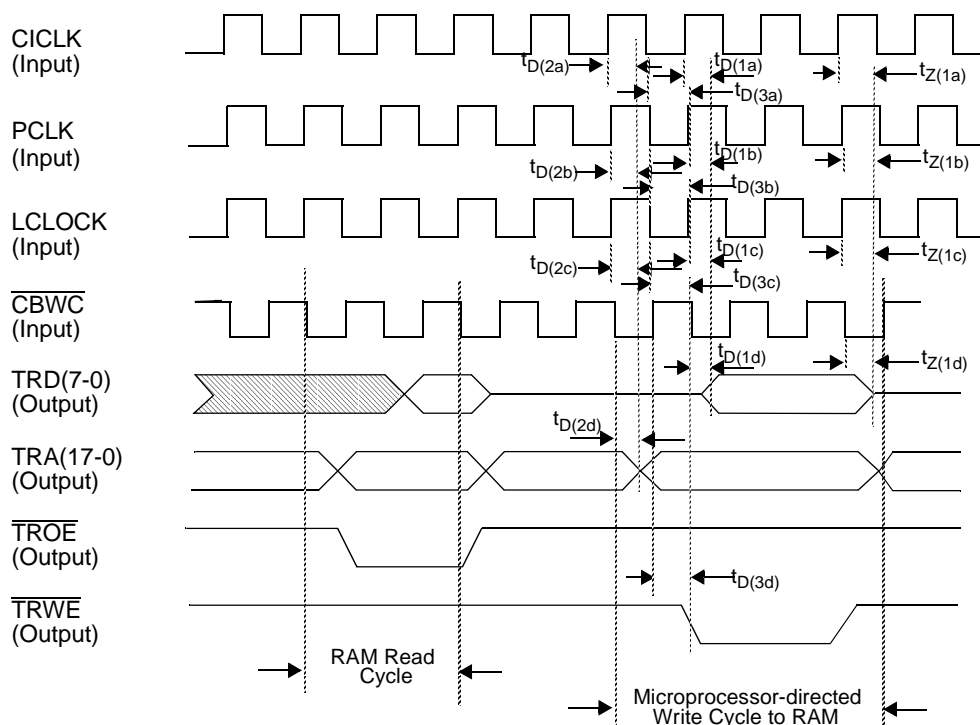 CICLK
(Input)
tD(2a)
tD(1a)
tZ(1a)
tD(3a)
PCLK
(Input)
tD(1b)
tD(2b)
tZ(1b)
tD(3b)
LCLOCK
(Input)
tD(1c)
tD(2c)
tZ(1c)
tD(3c)
CBWC
(Input)
tD(1d)
tZ(1d)
TRD(7-0)
(Output)
tD(2d)
TRA(17-0)
(Output)
TROE
(Output)
tD(3d)
TRWE
(Output)
RAM Read
Cycle
Microprocessor-directed
Write Cycle to RAM